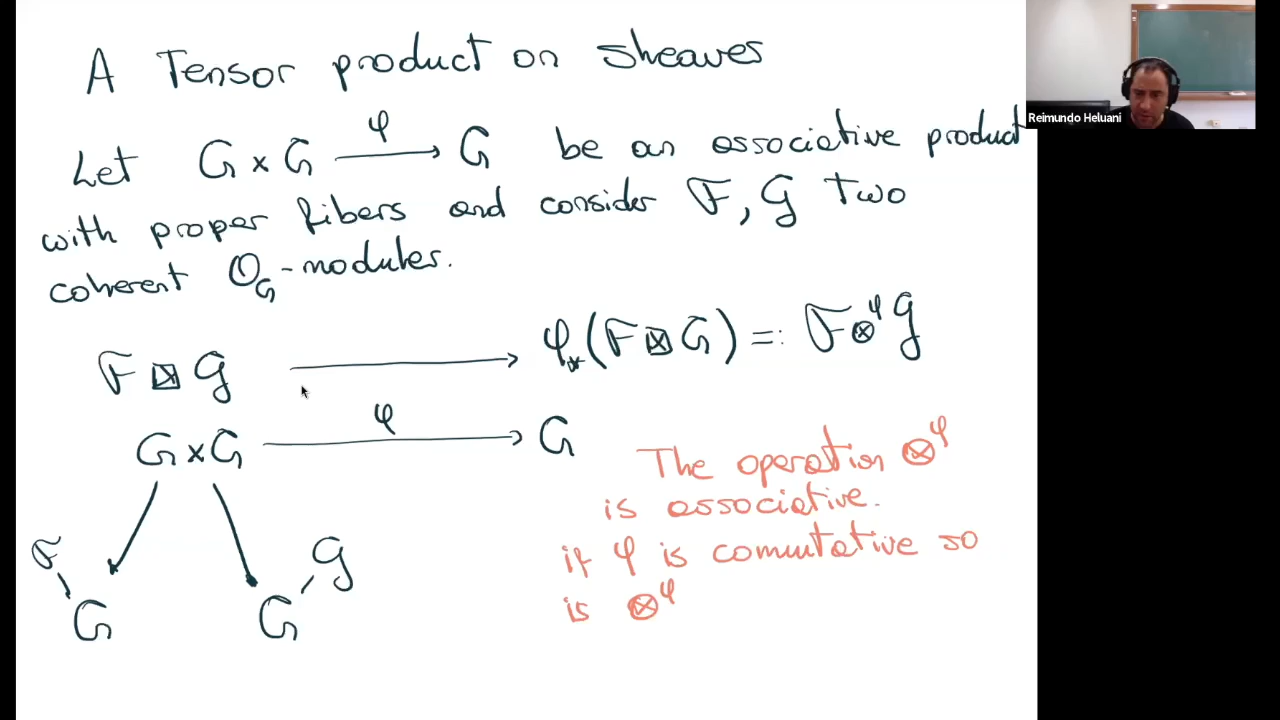 A Tensor product on sheaves
Let G × G —φ→ G be an associative product
with proper fibers and consider ℱ, 𝒢 two
coherent 𝒪_G-modules.
ℱ ⊠ 𝒢 ⟶ φ_*(ℱ ⊠ G) =: ℱ ⊗^φ 𝒢
G × G —φ→ G
ℱ G 𝒢 G
The operation ⊗^φ
is associative.
if φ is comutative so
is ⊗^φ
Reimundo Heluani